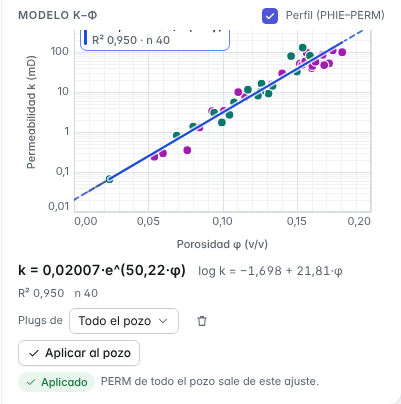 MODELO K–Φ
Perfil (PHIE–PERM)
R² 0,950 · n 40
Permeabilidad k (mD)
100
10
1
0,1
0,01
0,00 0,05 0,10 0,15 0,20
Porosidad φ (v/v)
k = 0,02007·e^(50,22·φ) log k = −1,698 + 21,81·φ
R² 0,950 n 40
Plugs de Todo el pozo
Aplicar al pozo
Aplicado PERM de todo el pozo sale de este ajuste.